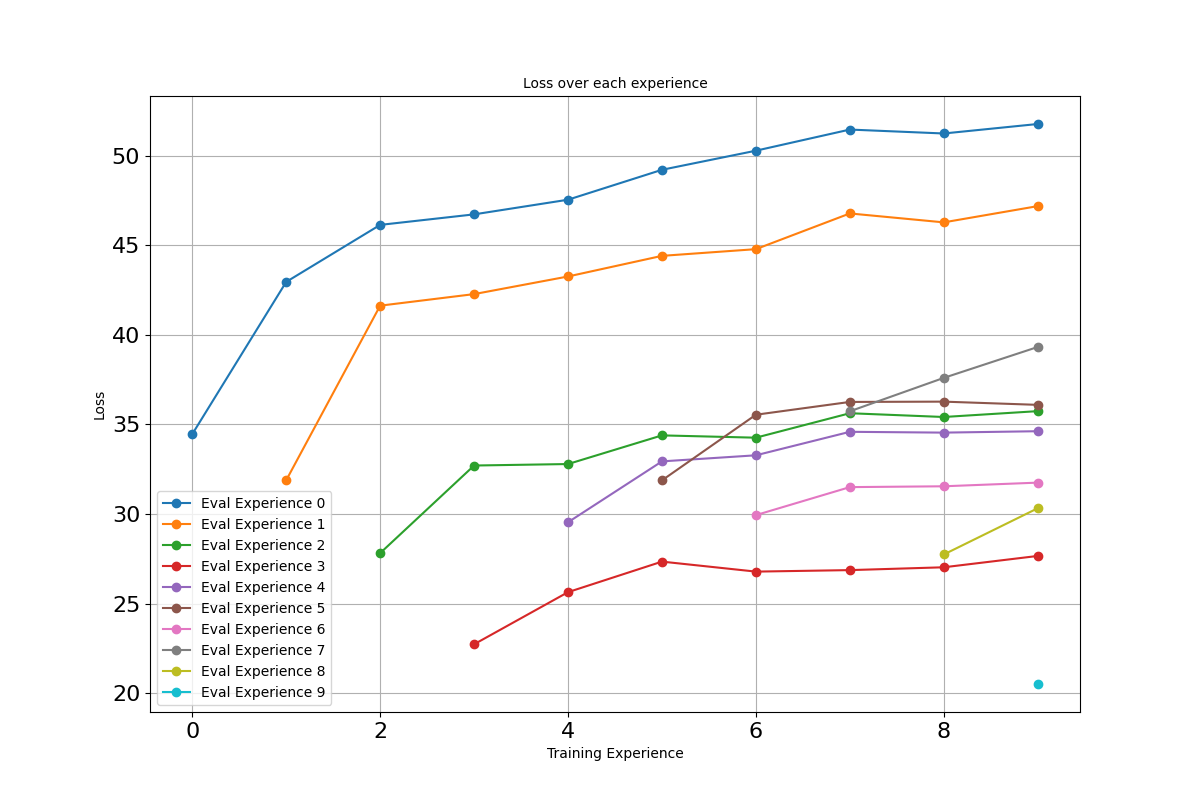 Loss over each experience
50
45
40
35
30
25
20
Loss
Eval Experience 0
Eval Experience 1
Eval Experience 2
Eval Experience 3
Eval Experience 4
Eval Experience 5
Eval Experience 6
Eval Experience 7
Eval Experience 8
Eval Experience 9
0 2 4 6 8
Training Experience